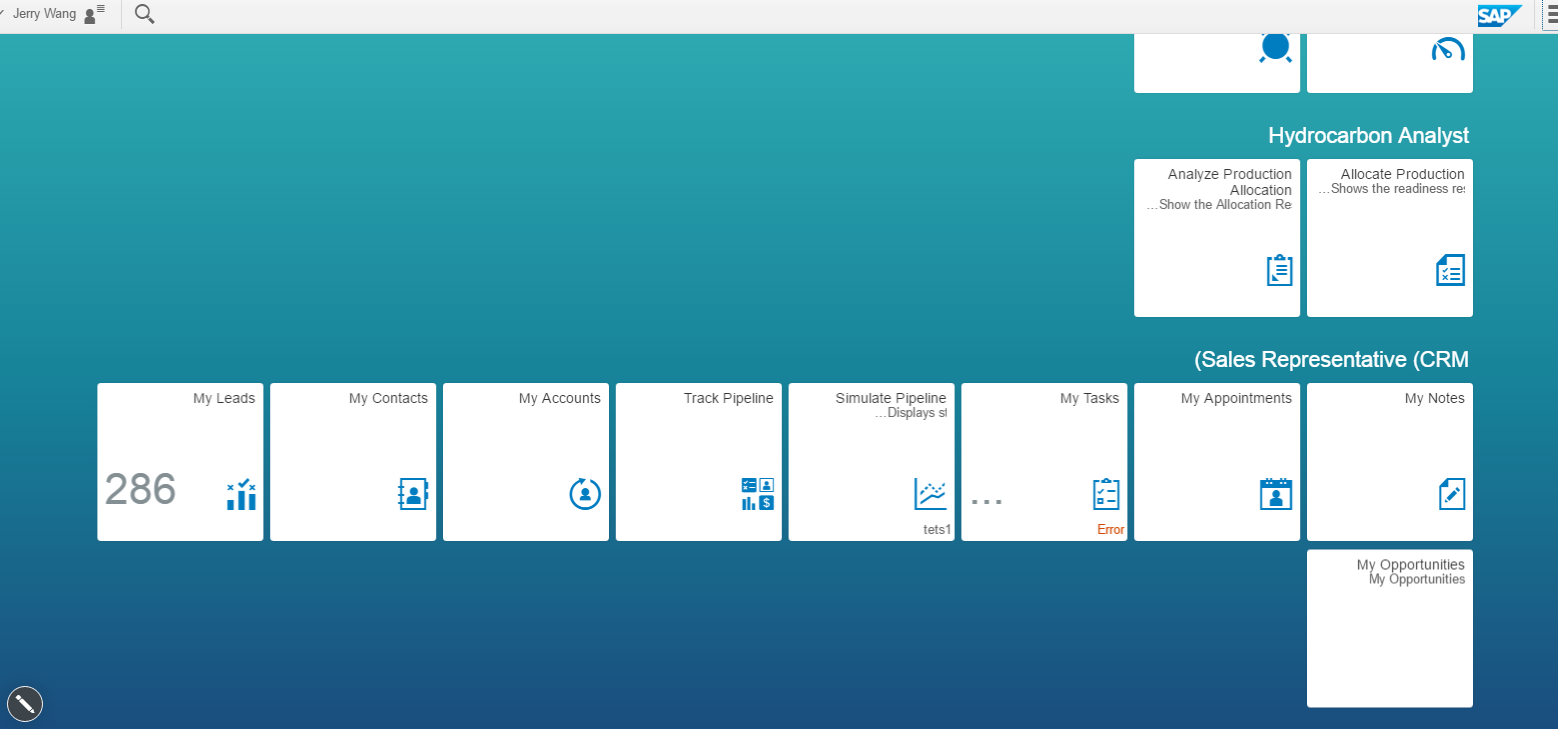 Jerry Wang
SAP
Hydrocarbon Analyst
Analyze Production
Allocation
...Show the Allocation Re
Allocate Production
...Shows the readiness re
(Sales Representative (CRM
My Leads
286
My Contacts
My Accounts
Track Pipeline
Simulate Pipeline
...Displays st
tets1
My Tasks
...
Error
My Appointments
My Notes
My Opportunities
My Opportunities